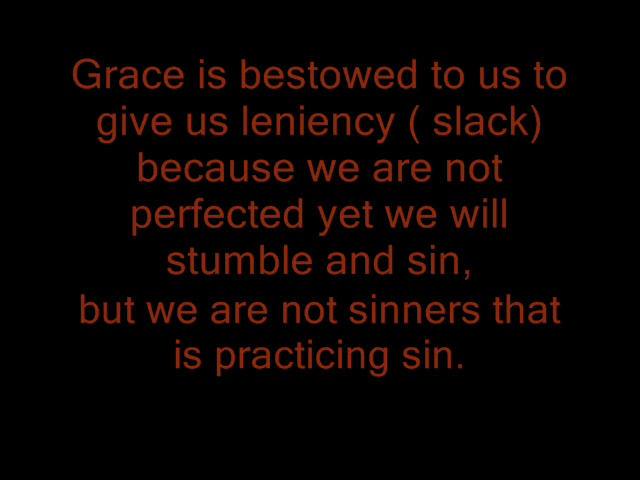 Grace is bestowed to us to
give us leniency ( slack)
because we are not
perfected yet we will
stumble and sin,
but we are not sinners that
is practicing sin.